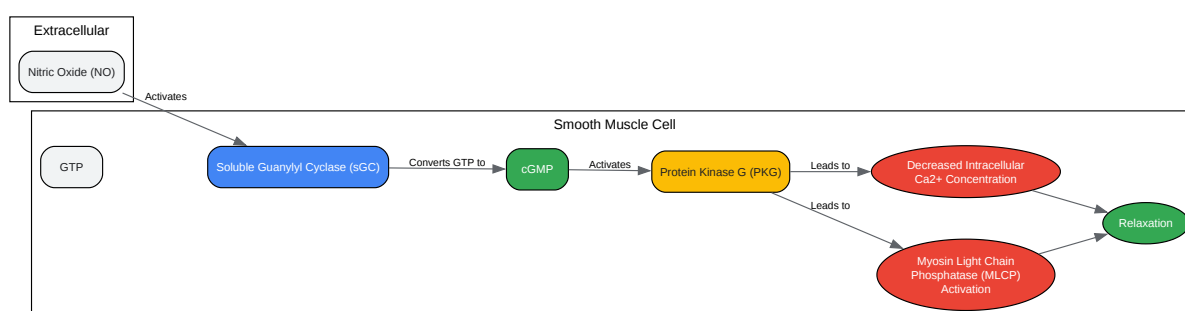 Extracellular
Nitric Oxide (NO)
Activates
Smooth Muscle Cell
GTP
Soluble Guanylyl Cyclase (sGC)
Converts GTP to
cGMP
Activates
Protein Kinase G (PKG)
Leads to
Decreased Intracellular
Ca2+ Concentration
Leads to
Myosin Light Chain
Phosphatase (MLCP)
Activation
Relaxation